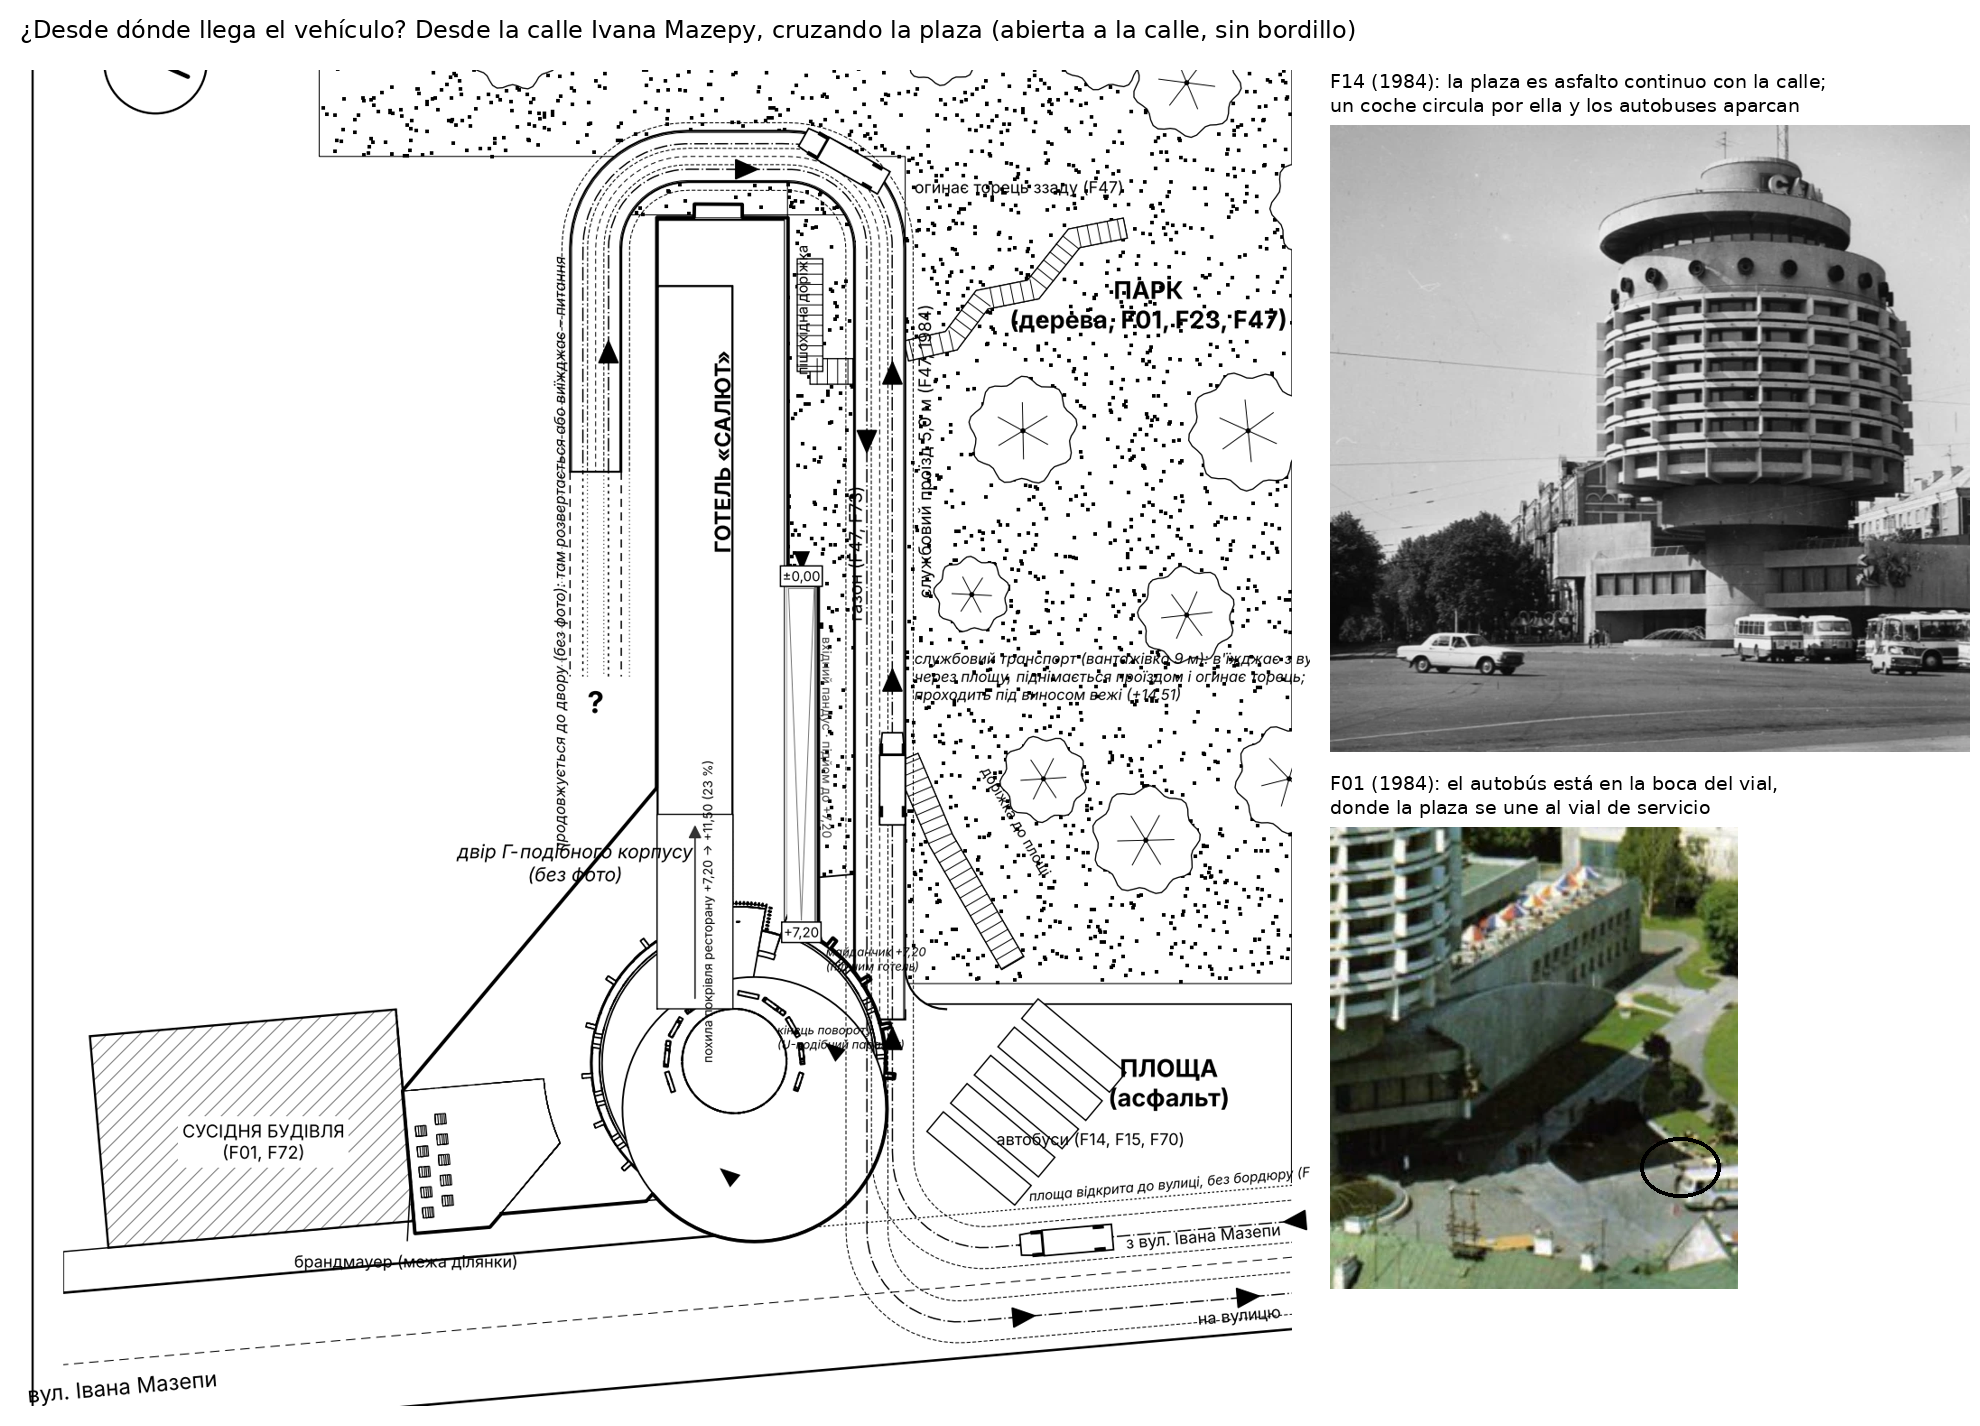 ¿Desde dónde llega el vehículo? Desde la calle Ivana Mazepy, cruzando la plaza (abierta a la calle, sin bordillo)
F14 (1984): la plaza es asfalto continuo con la calle;
un coche circula por ella y los autobuses aparcan
огинає торець ззаду (F47)
пішохідна доріжка
ПАРК
(дерева, F01, F23, F47)
службовий проїзд 5,0 м (F47, 1984)
ГОТЕЛЬ «САЛЮТ»
газон (F47, F73)
продовжується до двору (без фото): там розвертається або виїжджає – питання
?
±0,00
вхідний пандус: підйом до +7,20
службовий транспорт (вантажівка 9 м): в'їжджає з ву
через площу, піднімається проїздом і огинає торець;
проходить під виносом вежі (+14,51)
доріжка до площі
похила покрівля ресторану +7,20 → +11,50 (23 %)
двір Г-подібного корпусу
(без фото)
+7,20
майданчик +7,20
кінець повороту
ПЛОЩА
(асфальт)
автобуси (F14, F15, F70)
СУСІДНЯ БУДІВЛЯ
(F01, F72)
площа відкрита до вулиці, без бордюру (F
з вул. Івана Мазепи
брандмауер (межа ділянки)
на вулицю
вул. Івана Мазепи
F01 (1984): el autobús está en la boca del vial,
donde la plaza se une al vial de servicio